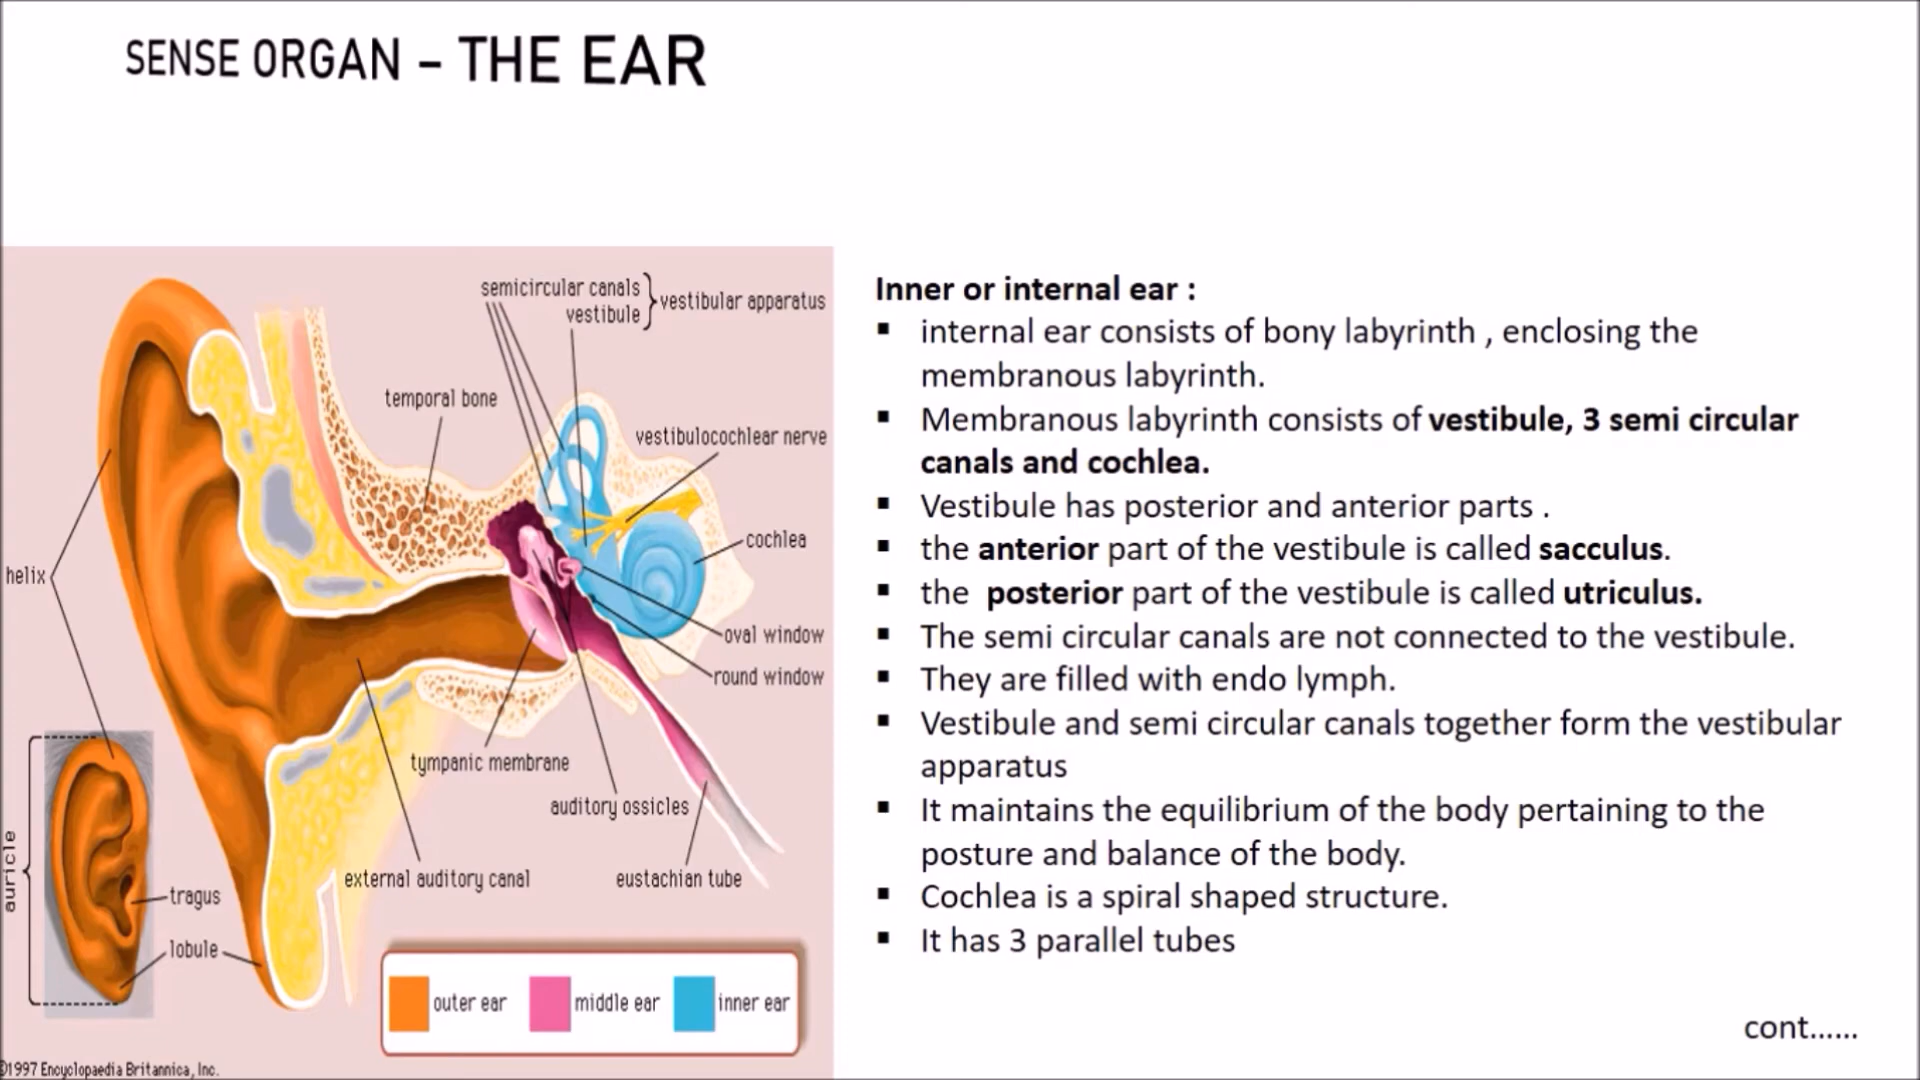 SENSE ORGAN – THE EAR
semicircular canals
vestibule
vestibular apparatus
temporal bone
vestibulocochlear nerve
cochlea
helix
oval window
round window
tympanic membrane
auditory ossicles
external auditory canal
eustachian tube
auricle
tragus
lobule
outer ear
middle ear
inner ear
©1997 Encyclopaedia Britannica, Inc.
Inner or internal ear :
▪ internal ear consists of bony labyrinth , enclosing the
membranous labyrinth.
▪ Membranous labyrinth consists of vestibule, 3 semi circular
canals and cochlea.
▪ Vestibule has posterior and anterior parts .
▪ the anterior part of the vestibule is called sacculus.
▪ the posterior part of the vestibule is called utriculus.
▪ The semi circular canals are not connected to the vestibule.
▪ They are filled with endo lymph.
▪ Vestibule and semi circular canals together form the vestibular
apparatus
▪ It maintains the equilibrium of the body pertaining to the
posture and balance of the body.
▪ Cochlea is a spiral shaped structure.
▪ It has 3 parallel tubes
cont......